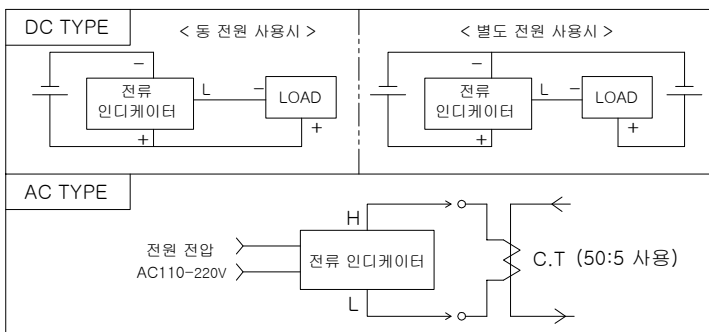 DC TYPE
< 동 전원 사용시 >
−
전류
인디케이터
L
−
LOAD
+
+
< 별도 전원 사용시 >
−
전류
인디케이터
L
−
LOAD
+
+
AC TYPE
H
전원 전압
AC110-220V
전류 인디케이터
L
C.T (50:5 사용)